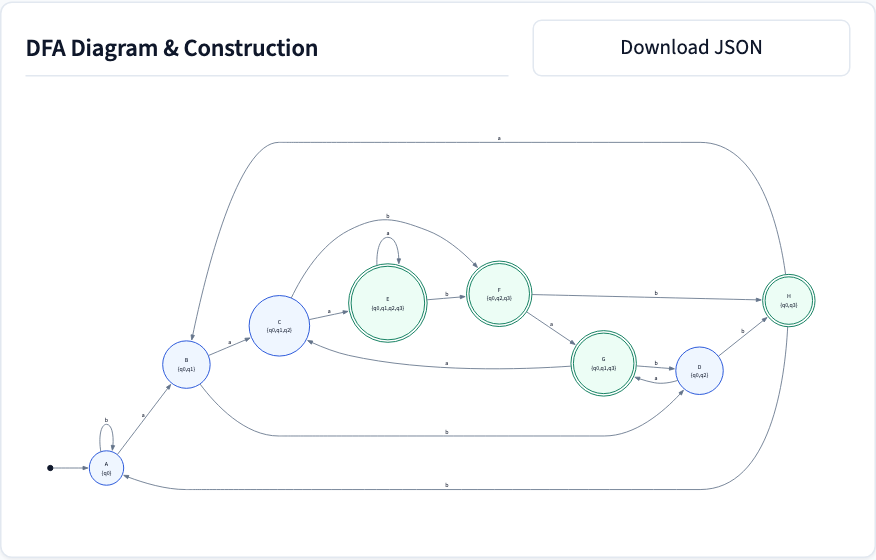 DFA Diagram & Construction
Download JSON
a
b
a
E
{q0,q1,q2,q3}
b
F
{q0,q2,q3}
b
H
{q0,q3}
C
{q0,q1,q2}
a
a
b
B
{q0,q1}
a
a
G
{q0,q1,q3}
b
a
D
{q0,q2}
a
b
b
A
{q0}
b
b